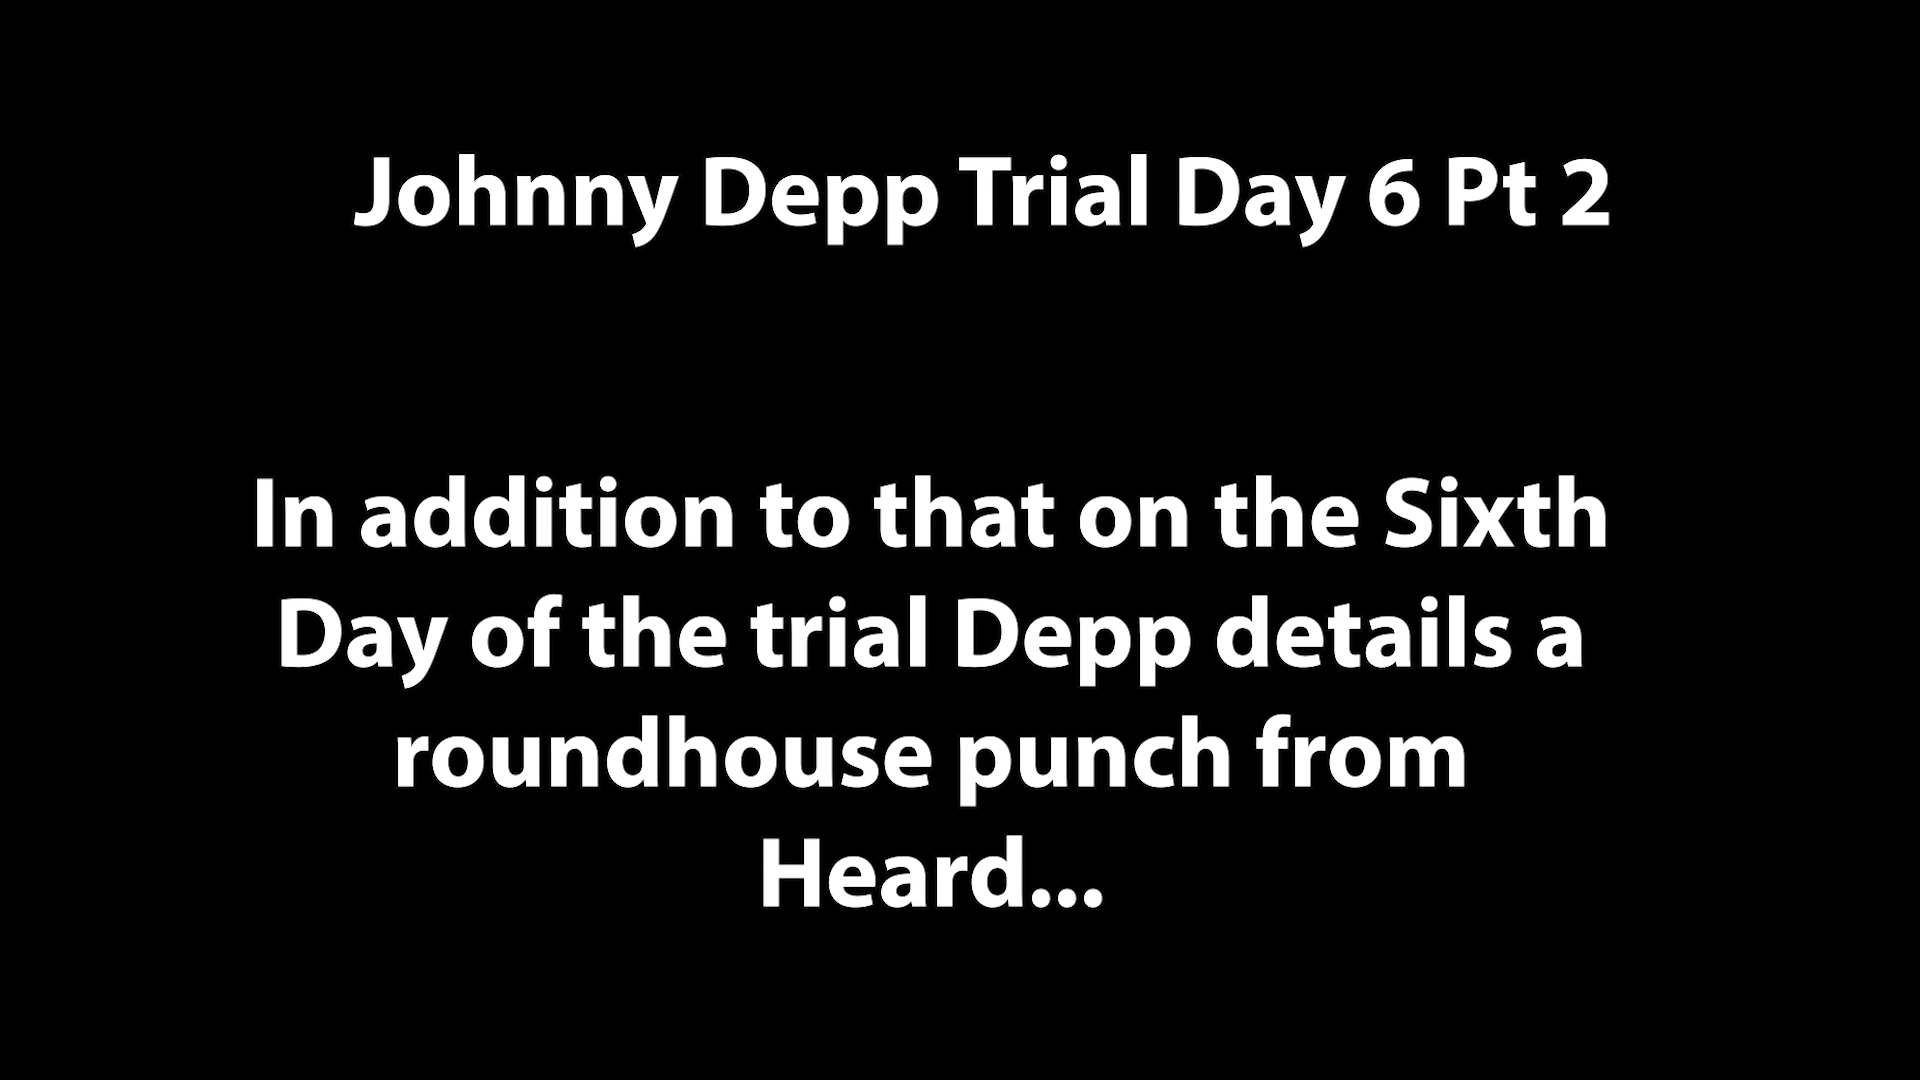 Johnny Depp Trial Day 6 Pt 2
In addition to that on the Sixth
Day of the trial Depp details a
roundhouse punch from
Heard...